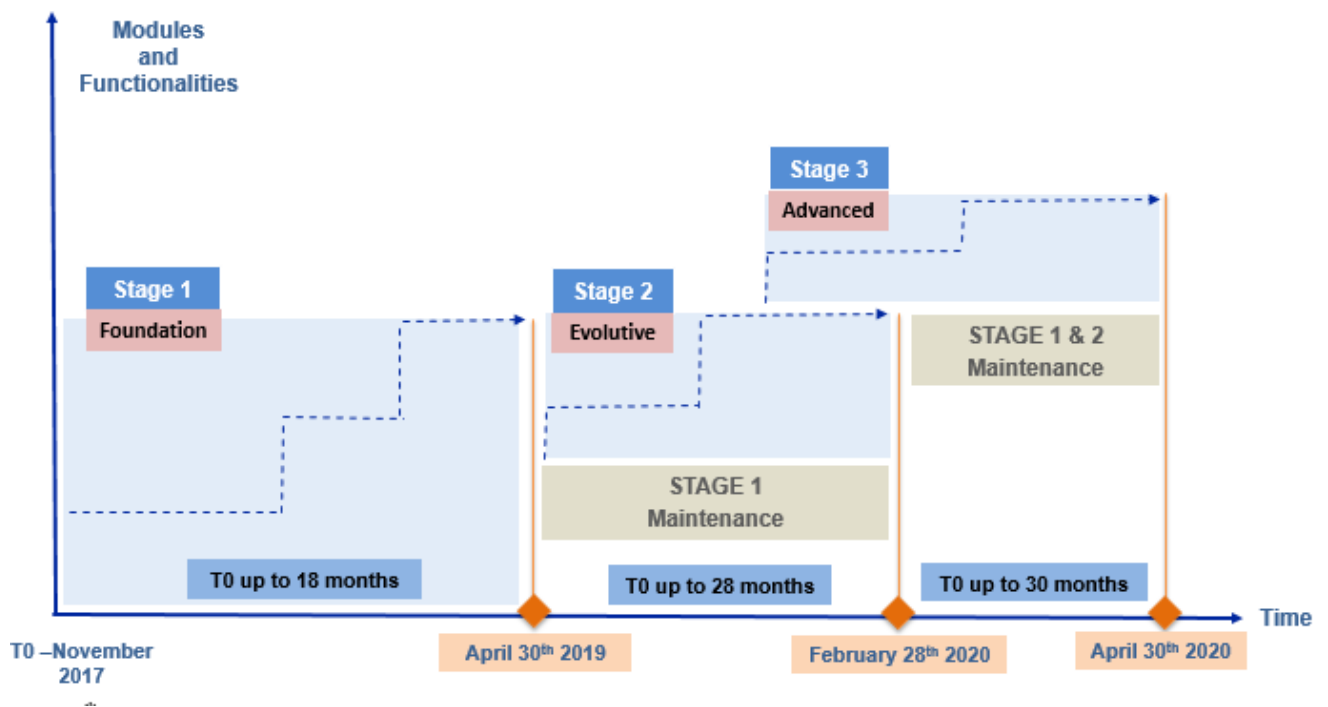 Modules
and
Functionalities
Stage 3
Advanced
Stage 1
Foundation
Stage 2
Evolutive
STAGE 1 & 2
Maintenance
STAGE 1
Maintenance
T0 up to 18 months
T0 up to 28 months
T0 up to 30 months
Time
T0 –November
2017
April 30th 2019
February 28th 2020
April 30th 2020